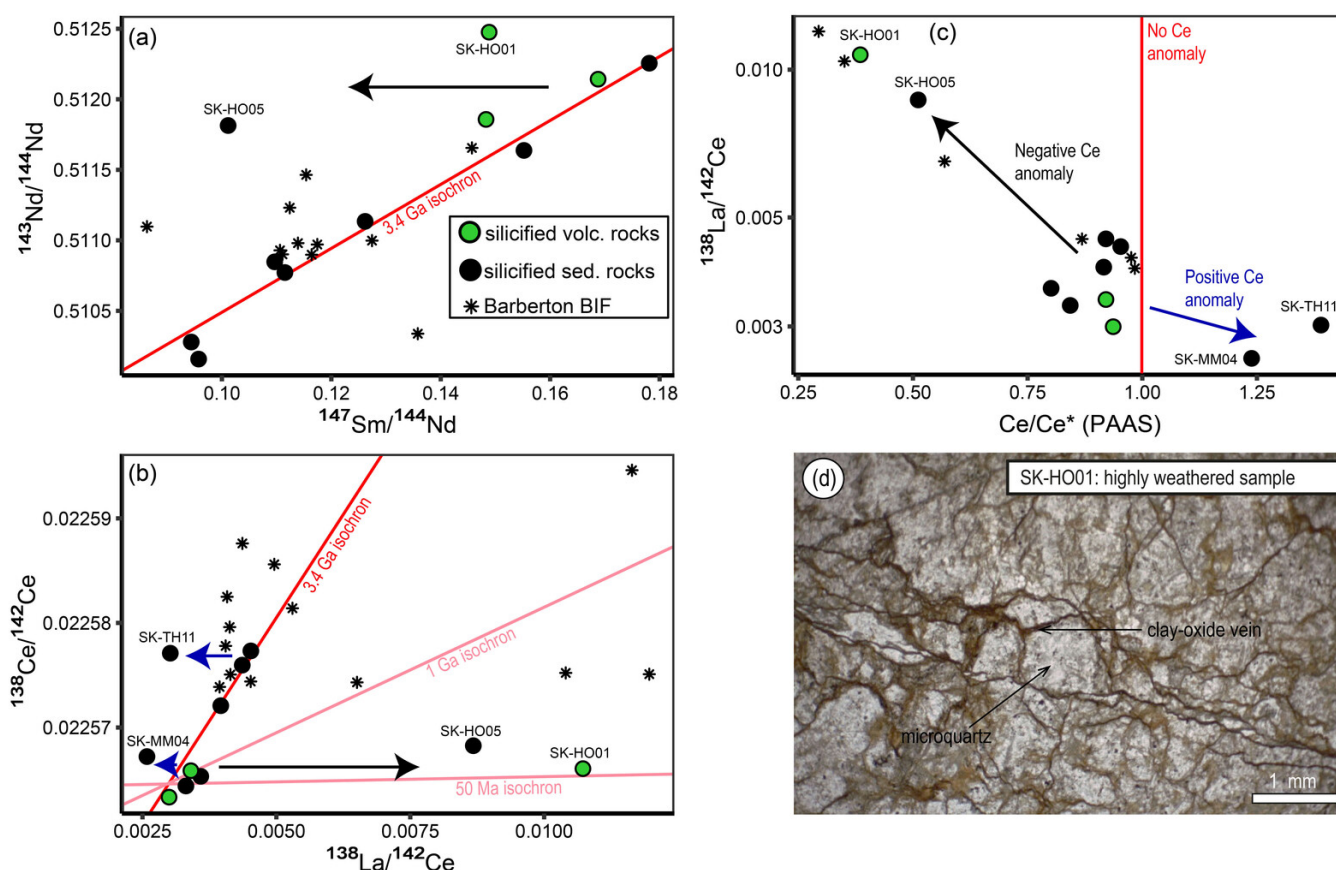 (a)
0.5125
0.5120
0.5115
0.5110
0.5105
143Nd/144Nd
SK-HO01
SK-HO05
3.4 Ga isochron
silicified volc. rocks
silicified sed. rocks
Barberton BIF
0.10
0.12
0.14
0.16
0.18
147Sm/144Nd
(c)
0.010
0.005
0.003
138La/142Ce
SK-HO01
SK-HO05
No Ce
anomaly
Negative Ce
anomaly
Positive Ce
anomaly
SK-TH11
SK-MM04
0.25
0.50
0.75
1.00
1.25
Ce/Ce* (PAAS)
(b)
0.02259
0.02258
0.02257
138Ce/142Ce
3.4 Ga isochron
SK-TH11
1 Ga isochron
SK-MM04
SK-HO05
SK-HO01
50 Ma isochron
0.0025
0.0050
0.0075
0.0100
138La/142Ce
(d)
SK-HO01: highly weathered sample
clay-oxide vein
microquartz
1 mm